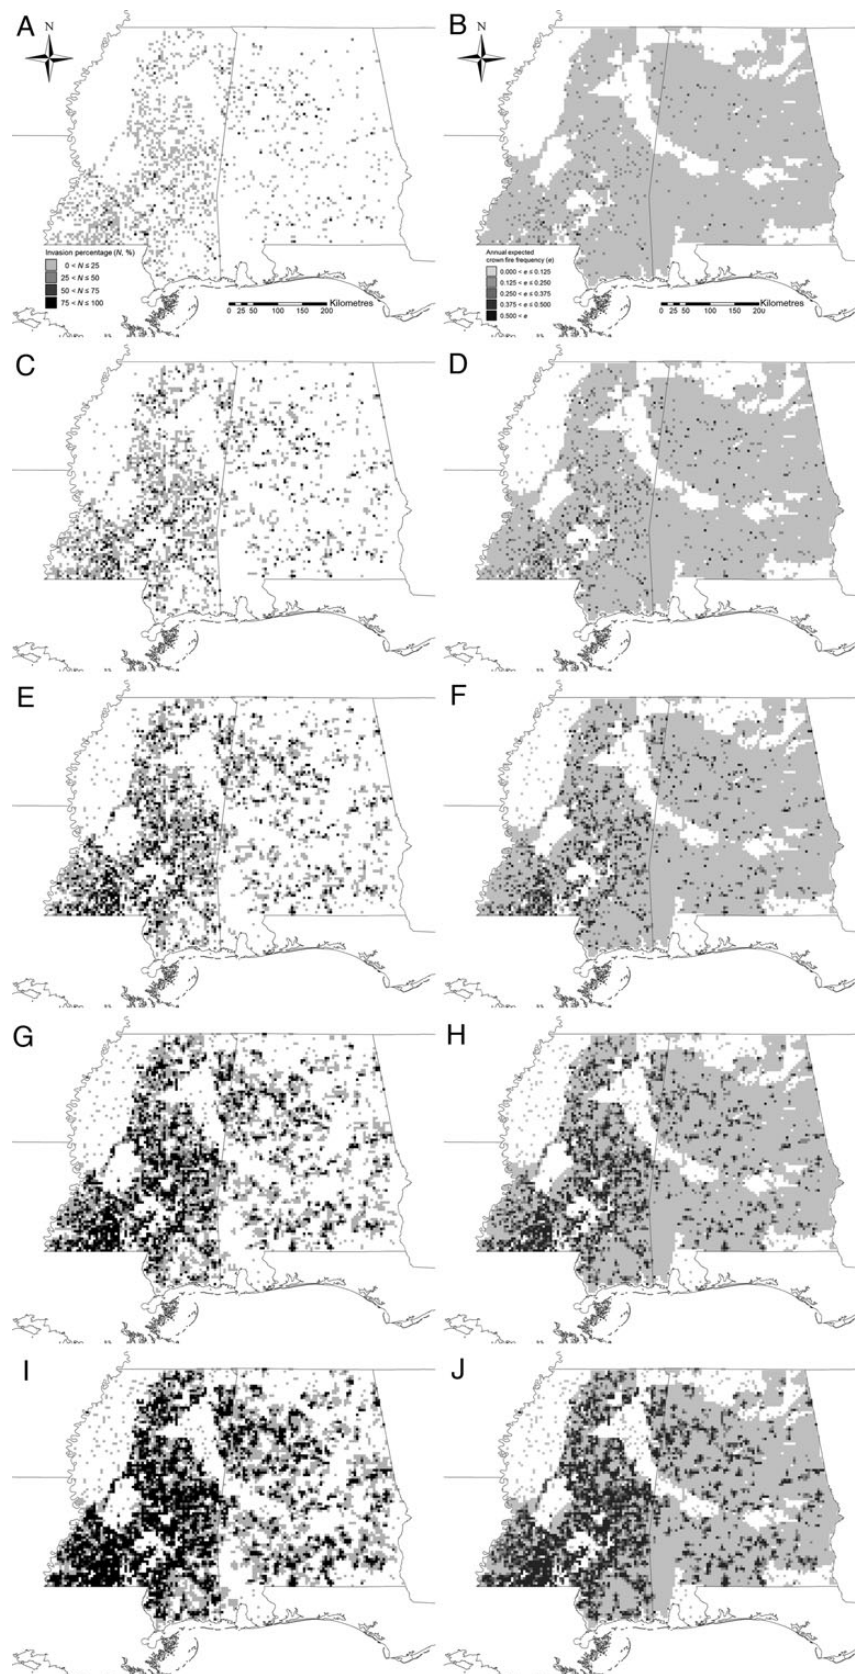 A
N
Invasion percentage (N, %)
0 < N ≤ 25
25 < N ≤ 50
50 < N ≤ 75
75 < N ≤ 100
Kilometres
0 25 50 100 150 200
B
N
Annual expected
crown fire frequency (e)
0.000 < e ≤ 0.125
0.125 < e ≤ 0.250
0.250 < e ≤ 0.375
0.375 < e ≤ 0.500
0.500 < e
Kilometres
0 25 50 100 150 200
C
D
E
F
G
H
I
J